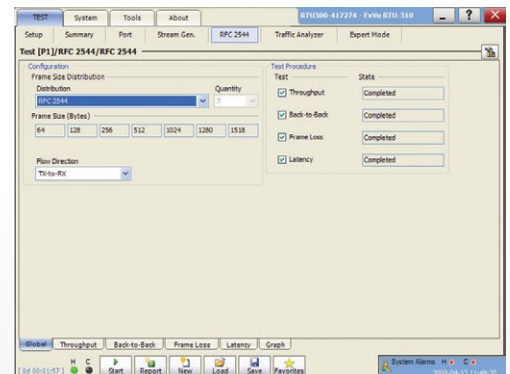 TEST System Tools About RTU300-417274 - ExVu RTU-310 ?
Setup Summary Port Stream Gen. RFC 2544 Traffic Analyzer Expert Mode
Test [P1]/RFC 2544/RFC 2544
Configuration
Frame Size Distribution
Distribution Quantity
RFC 2544 7
Frame Size (Bytes)
64 128 256 512 1024 1280 1518
Flow Direction
TX-to-RX
Test Procedure
Test State
Throughput Completed
Back-to-Back Completed
Frame Loss Completed
Latency Completed
Global Throughput Back-to-Back Frame Loss Latency Graph
H C
[0d 00:01:57] Start Report New Load Save Favorites
System Alarms H C